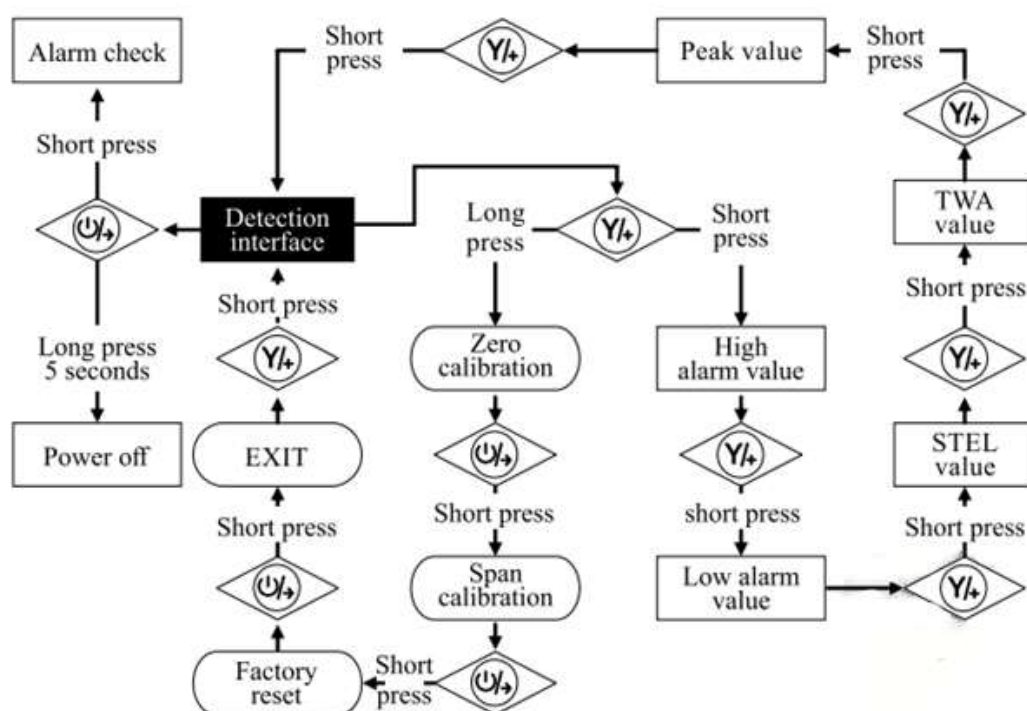 Alarm check
Short
press
Y/+
Peak value
Short
press
Y/+
Short press
⏻/→
Detection
interface
Long
press
Y/+
Short
press
TWA
value
Short press
Short press
Long press
5 seconds
Y/+
Zero
calibration
High
alarm value
Y/+
Power off
EXIT
⏻/→
Y/+
STEL
value
Short press
Short press
short press
Short press
⏻/→
Span
calibration
Low alarm
value
Y/+
Factory
reset
Short
press
⏻/→